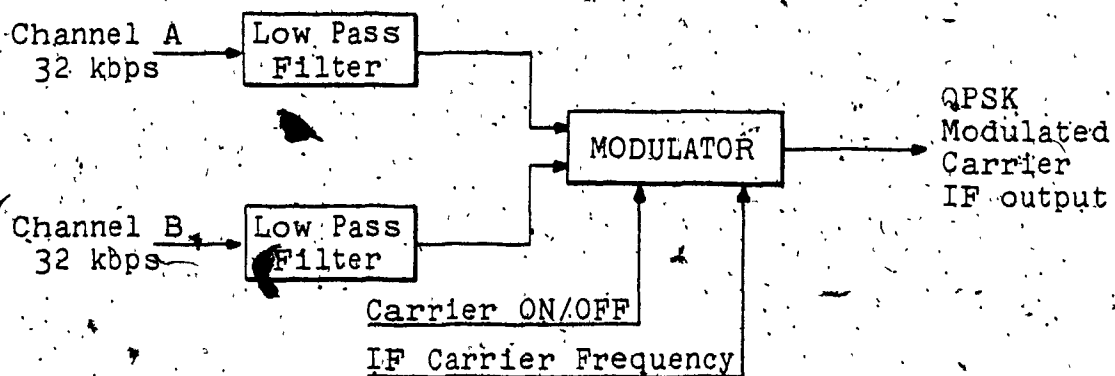 Channel A
32 kbps
Low Pass
Filter
MODULATOR
QPSK
Modulated
Carrier
IF output
Channel B
32 kbps
Low Pass
Filter
Carrier ON/OFF
IF Carrier Frequency